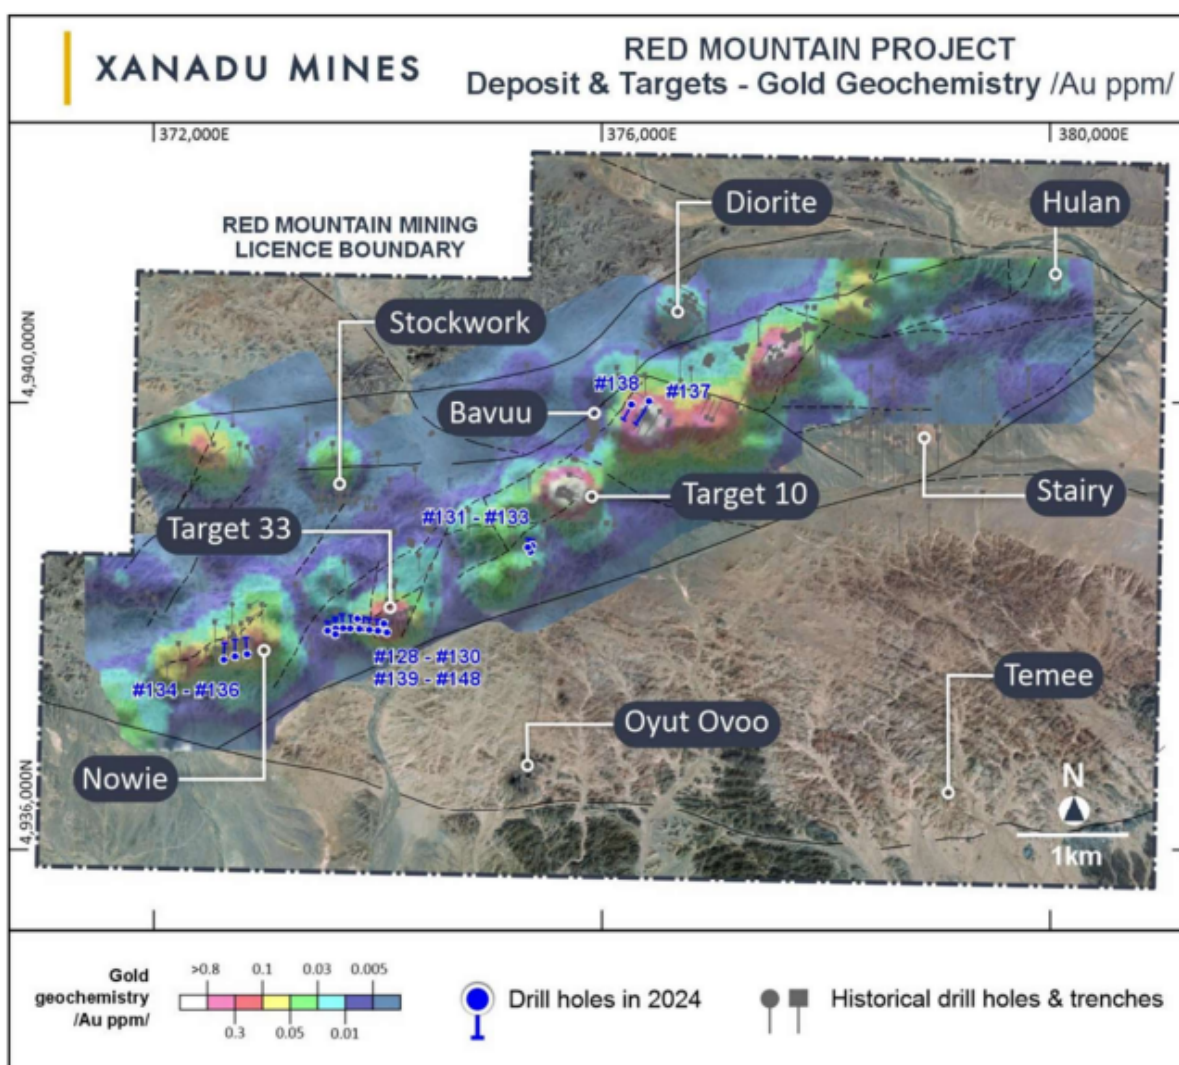 XANADU MINES
RED MOUNTAIN PROJECT
Deposit & Targets - Gold Geochemistry /Au ppm/
372,000E
376,000E
380,000E
Diorite
Hulan
RED MOUNTAIN MINING
LICENCE BOUNDARY
Stockwork
4,940,000N
#138
#137
Bavuu
Target 10
Stairy
#131 - #133
Target 33
#128 - #130
#139 - #148
#134 - #136
Temee
Oyut Ovoo
Nowie
4,936,000N
N
1km
Gold
geochemistry
/Au ppm/
>0.8
0.1
0.03
0.005
0.3
0.05
0.01
Drill holes in 2024
Historical drill holes & trenches